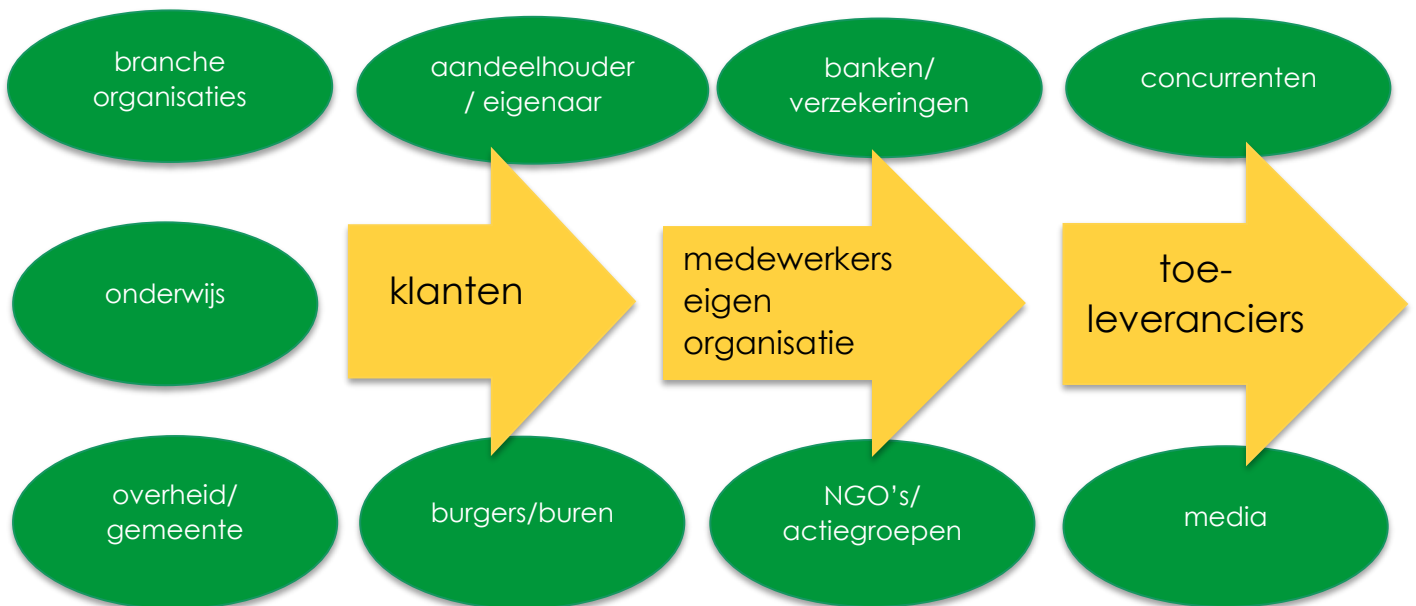 branche
organisaties
aandeelhouder
/ eigenaar
banken/
verzekeringen
concurrenten
onderwijs
klanten
medewerkers
eigen
organisatie
toe-
leveranciers
overheid/
gemeente
burgers/buren
NGO’s/
actiegroepen
media